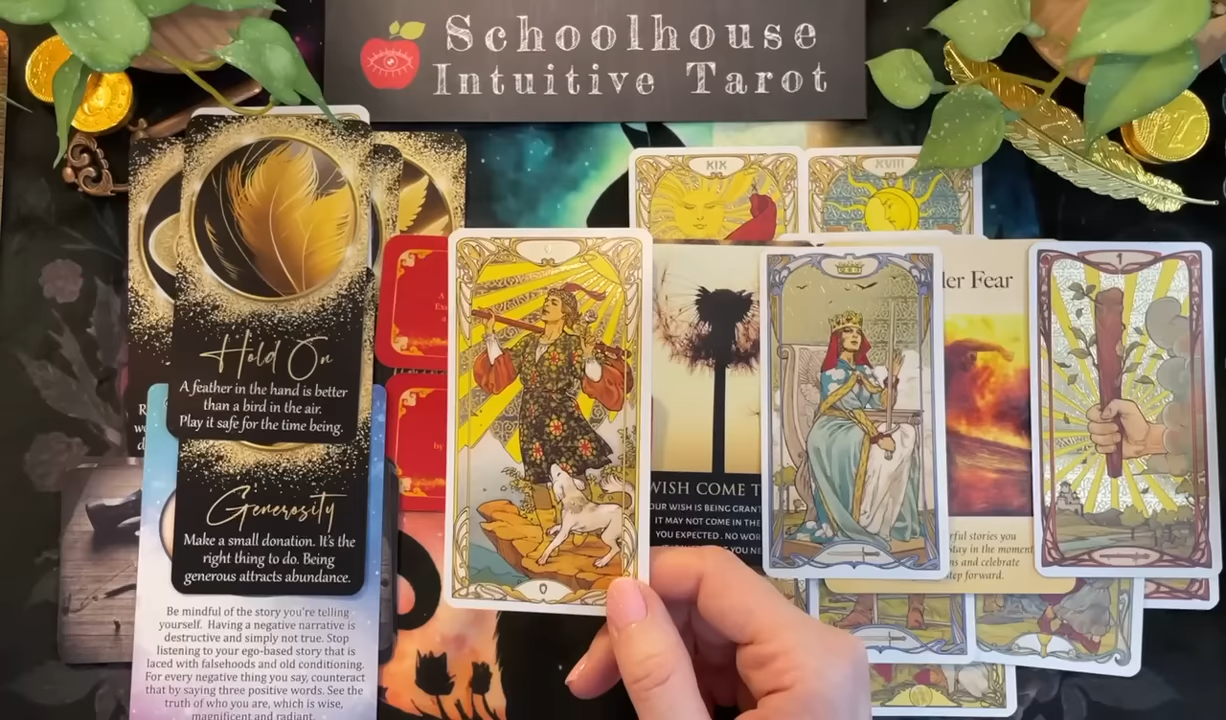 Schoolhouse
Intuitive Tarot
XIX
XVIII
Hold On
A feather in the hand is better
than a bird in the air.
Play it safe for the time being.
Generosity
Make a small donation. It's the
right thing to do. Being
generous attracts abundance.
Be mindful of the story you're telling
yourself. Having a negative narrative is
destructive and simply not true. Stop
listening to your ego-based story that is
laced with falsehoods and old conditioning.
For every negative thing you say, counteract
that by saying three positive words. See the
truth of who you are, which is wise,
magnificent and radiant.
0
WISH COME T
OUR WISH IS BEING GRAN
IT MAY NOT COME IN THE
YOU EXPECTED. NO WOR
der Fear
rful stories you
Stay in the moment
ns and celebrate
step forward.
1